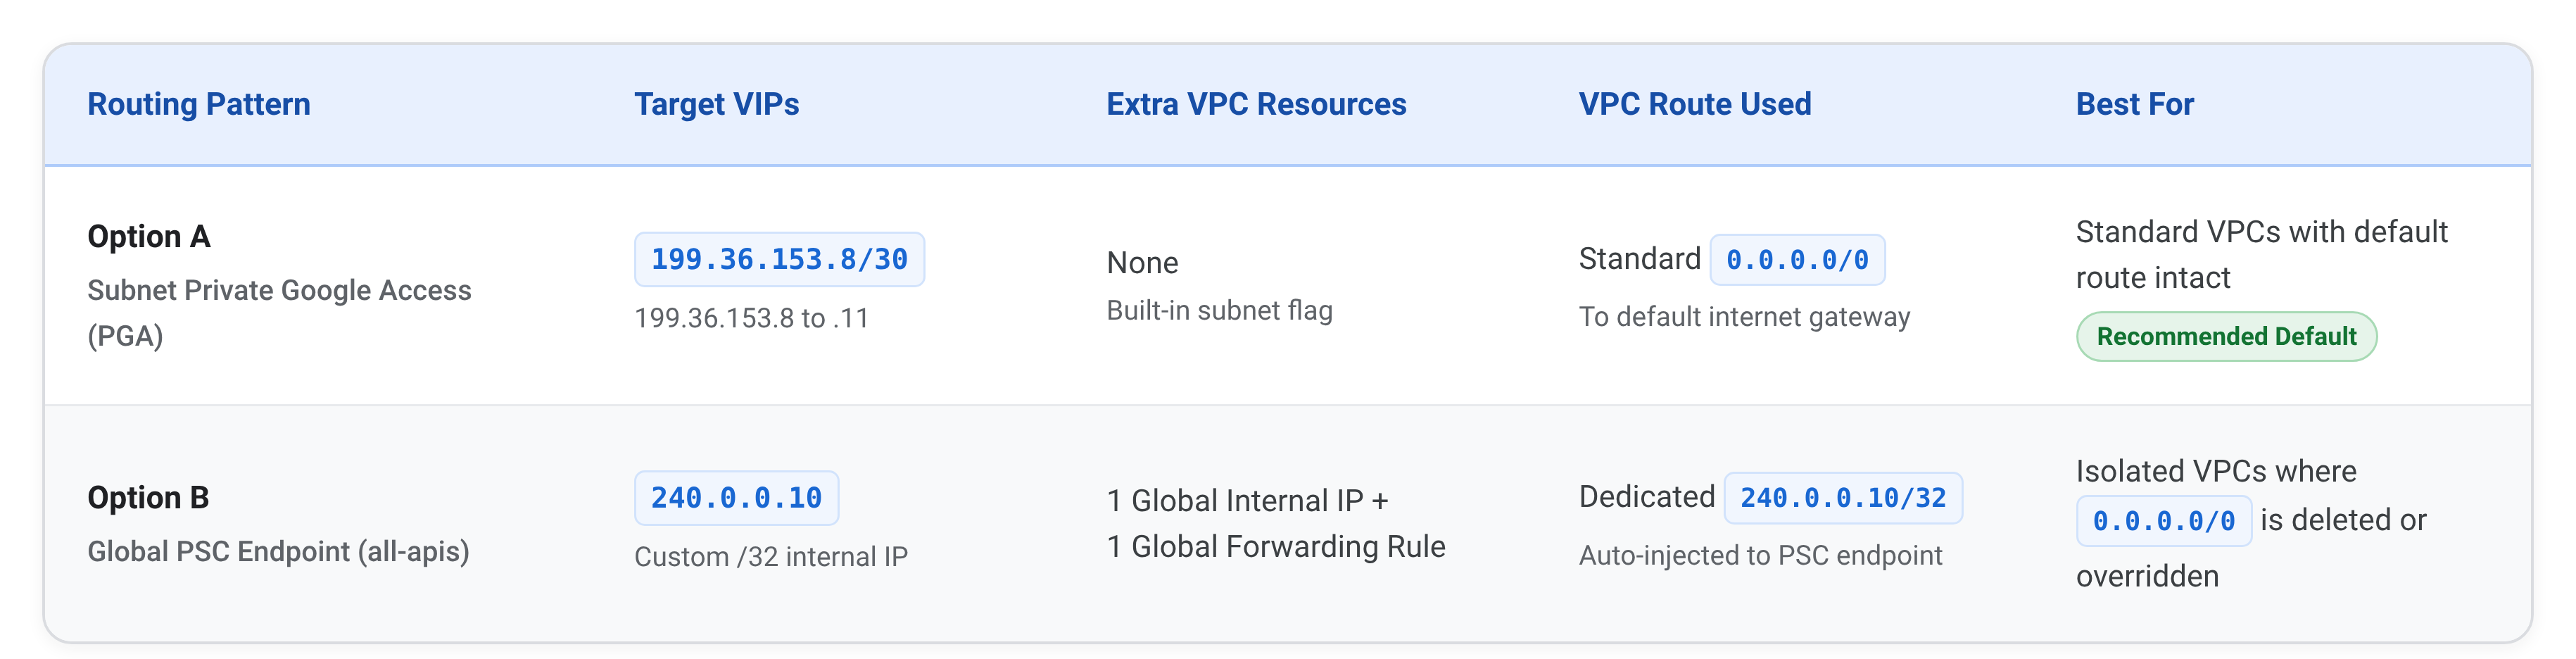 Routing Pattern
Target VIPs
Extra VPC Resources
VPC Route Used
Best For
Option A
Subnet Private Google Access
(PGA)
199.36.153.8/30
199.36.153.8 to .11
None
Built-in subnet flag
Standard 0.0.0.0/0
To default internet gateway
Standard VPCs with default
route intact
Recommended Default
Option B
Global PSC Endpoint (all-apis)
240.0.0.10
Custom /32 internal IP
1 Global Internal IP +
1 Global Forwarding Rule
Dedicated 240.0.0.10/32
Auto-injected to PSC endpoint
Isolated VPCs where
0.0.0.0/0 is deleted or
overridden